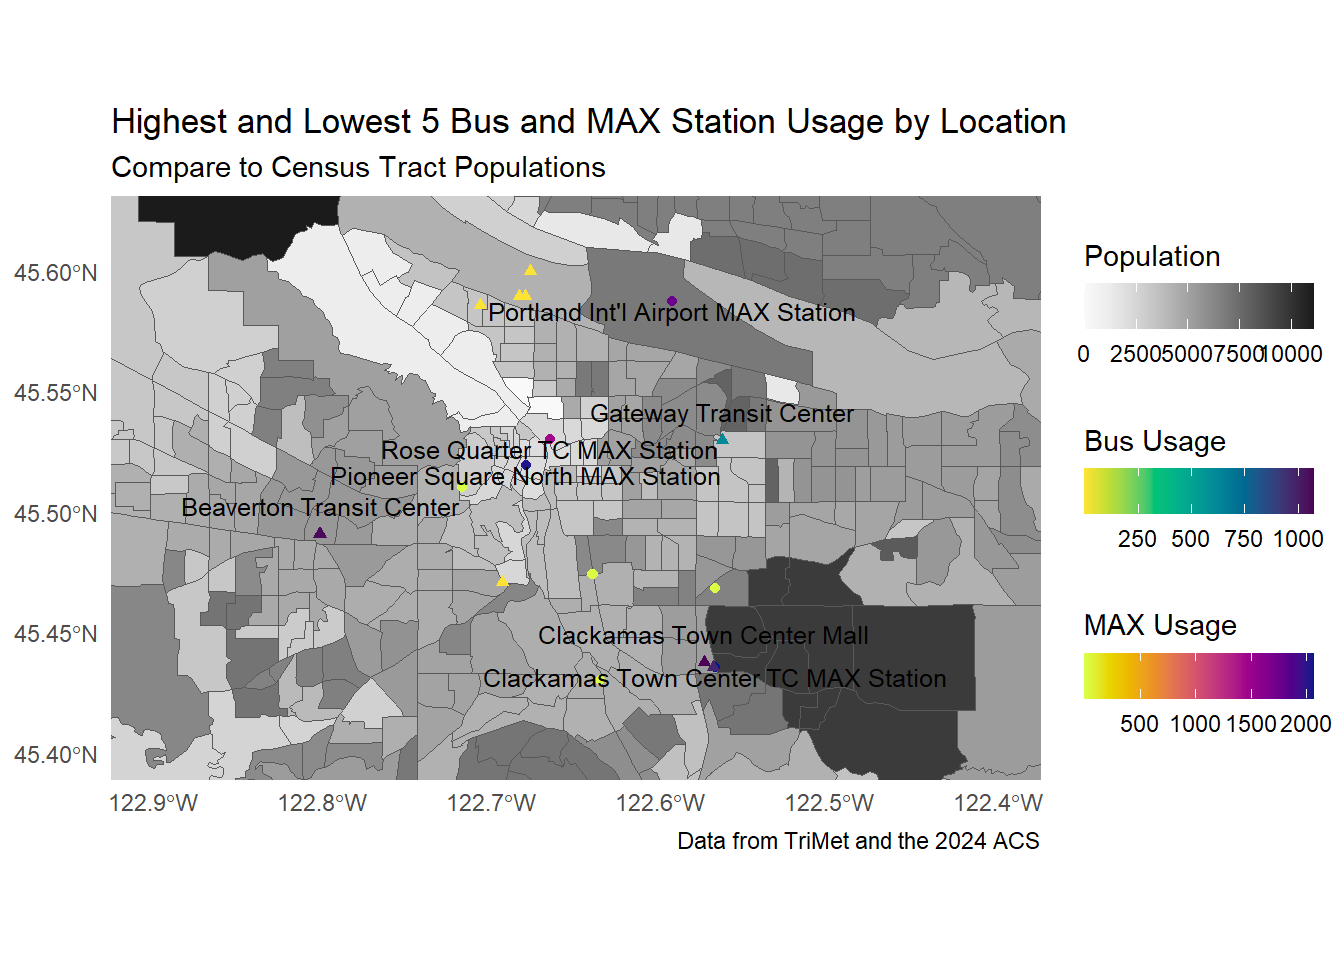 Highest and Lowest 5 Bus and MAX Station Usage by Location
Compare to Census Tract Populations
45.60°N
45.55°N
45.50°N
45.45°N
45.40°N
Portland Int'l Airport MAX Station
Gateway Transit Center
Rose Quarter TC MAX Station
Pioneer Square North MAX Station
Beaverton Transit Center
Clackamas Town Center Mall
Clackamas Town Center TC MAX Station
122.9°W 122.8°W 122.7°W 122.6°W 122.5°W 122.4°W
Data from TriMet and the 2024 ACS
Population
0 2500 5000 7500 10000
Bus Usage
250 500 750 1000
MAX Usage
500 1000 1500 2000